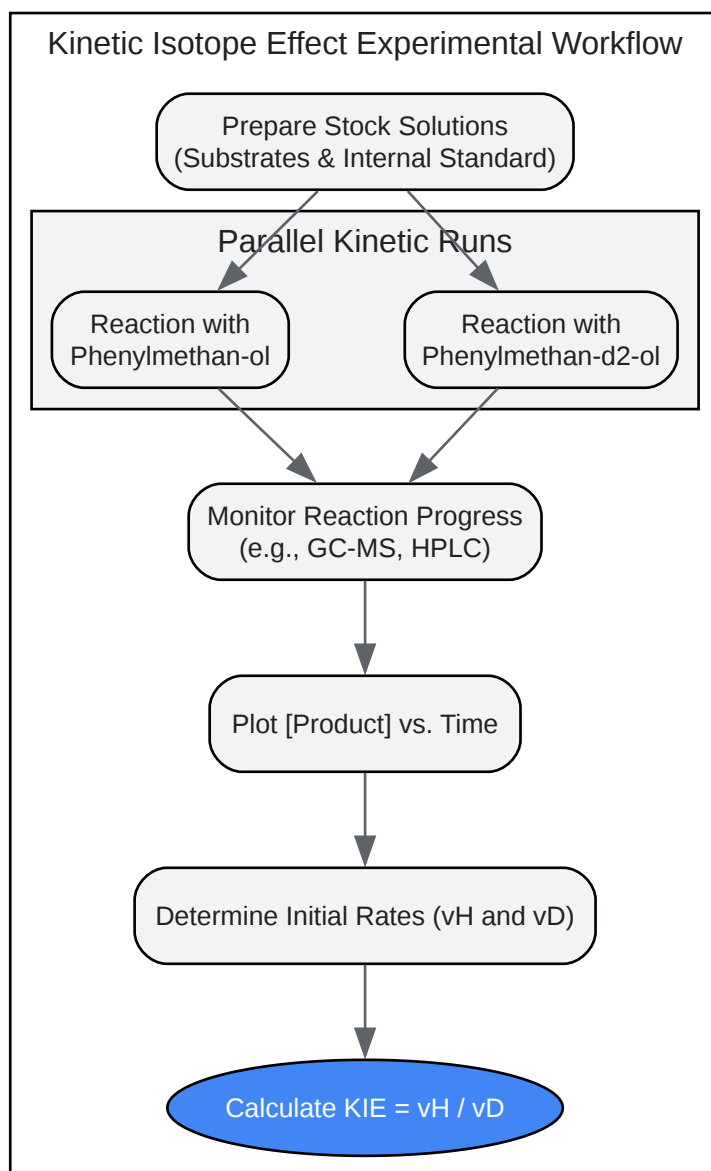 Kinetic Isotope Effect Experimental Workflow
Prepare Stock Solutions
(Substrates & Internal Standard)
Parallel Kinetic Runs
Reaction with
Phenylmethan-ol
Reaction with
Phenylmethan-d2-ol
Monitor Reaction Progress
(e.g., GC-MS, HPLC)
Plot [Product] vs. Time
Determine Initial Rates (vH and vD)
Calculate KIE = vH / vD